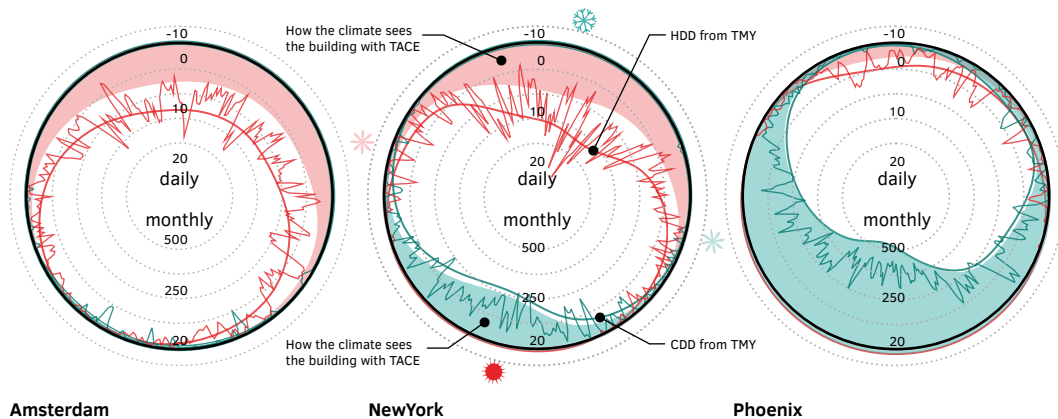 How the climate sees
the building with TACE
HDD from TMY
-10
0
10
20
daily
monthly
500
250
20
-10
0
10
20
daily
monthly
500
250
20
-10
0
10
20
daily
monthly
500
250
20
How the climate sees
the building with TACE
CDD from TMY
Amsterdam
NewYork
Phoenix